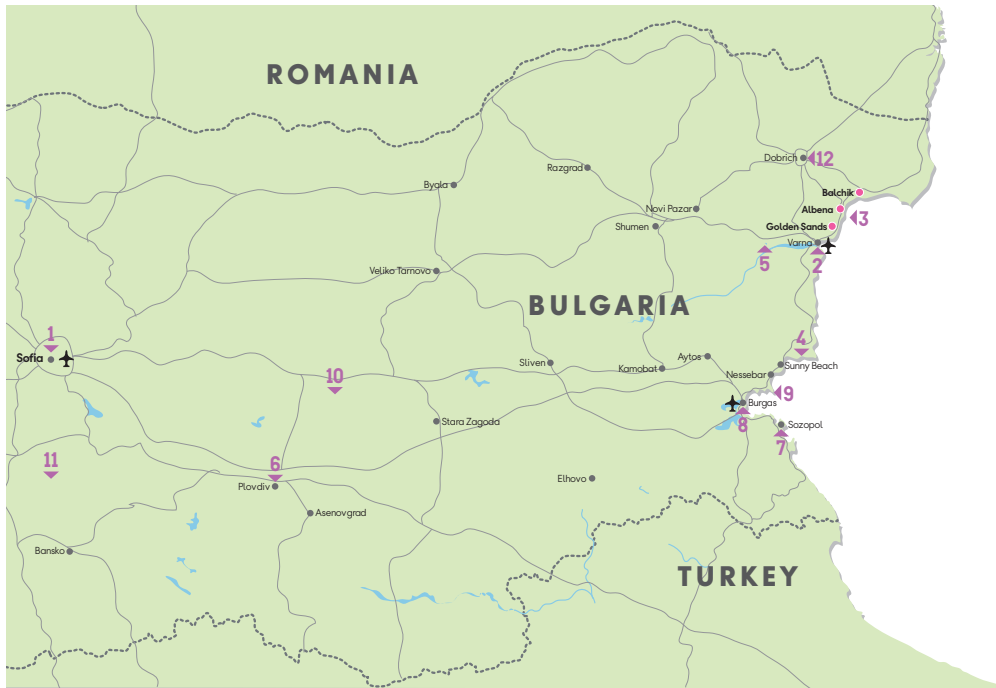 ROMANIA
Dobrich
12
Razgrad
Byala
Balchik
Novi Pazar
Albena
3
Shumen
Golden Sands
Varna
5
2
Veliko Tarnovo
BULGARIA
1
4
Sofia
Aytos
Sliven
Karnobat
Sunny Beach
Nessebar
10
9
Burgas
Stara Zagoda
8
Sozopol
7
11
6
Plovdiv
Elhovo
Asenovgrad
Bansko
TURKEY